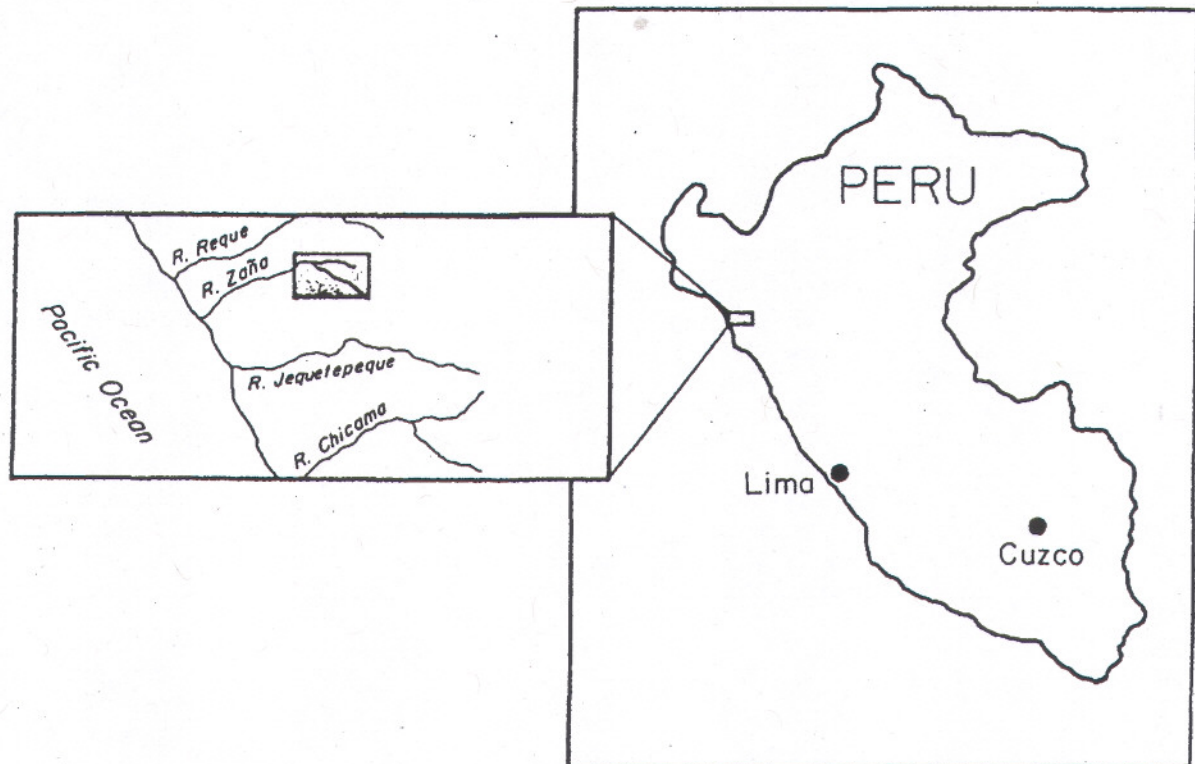 PERU
R. Reque
R. Zaña
Pacific Ocean
R. Jequetepeque
R. Chicama
Lima
Cuzco